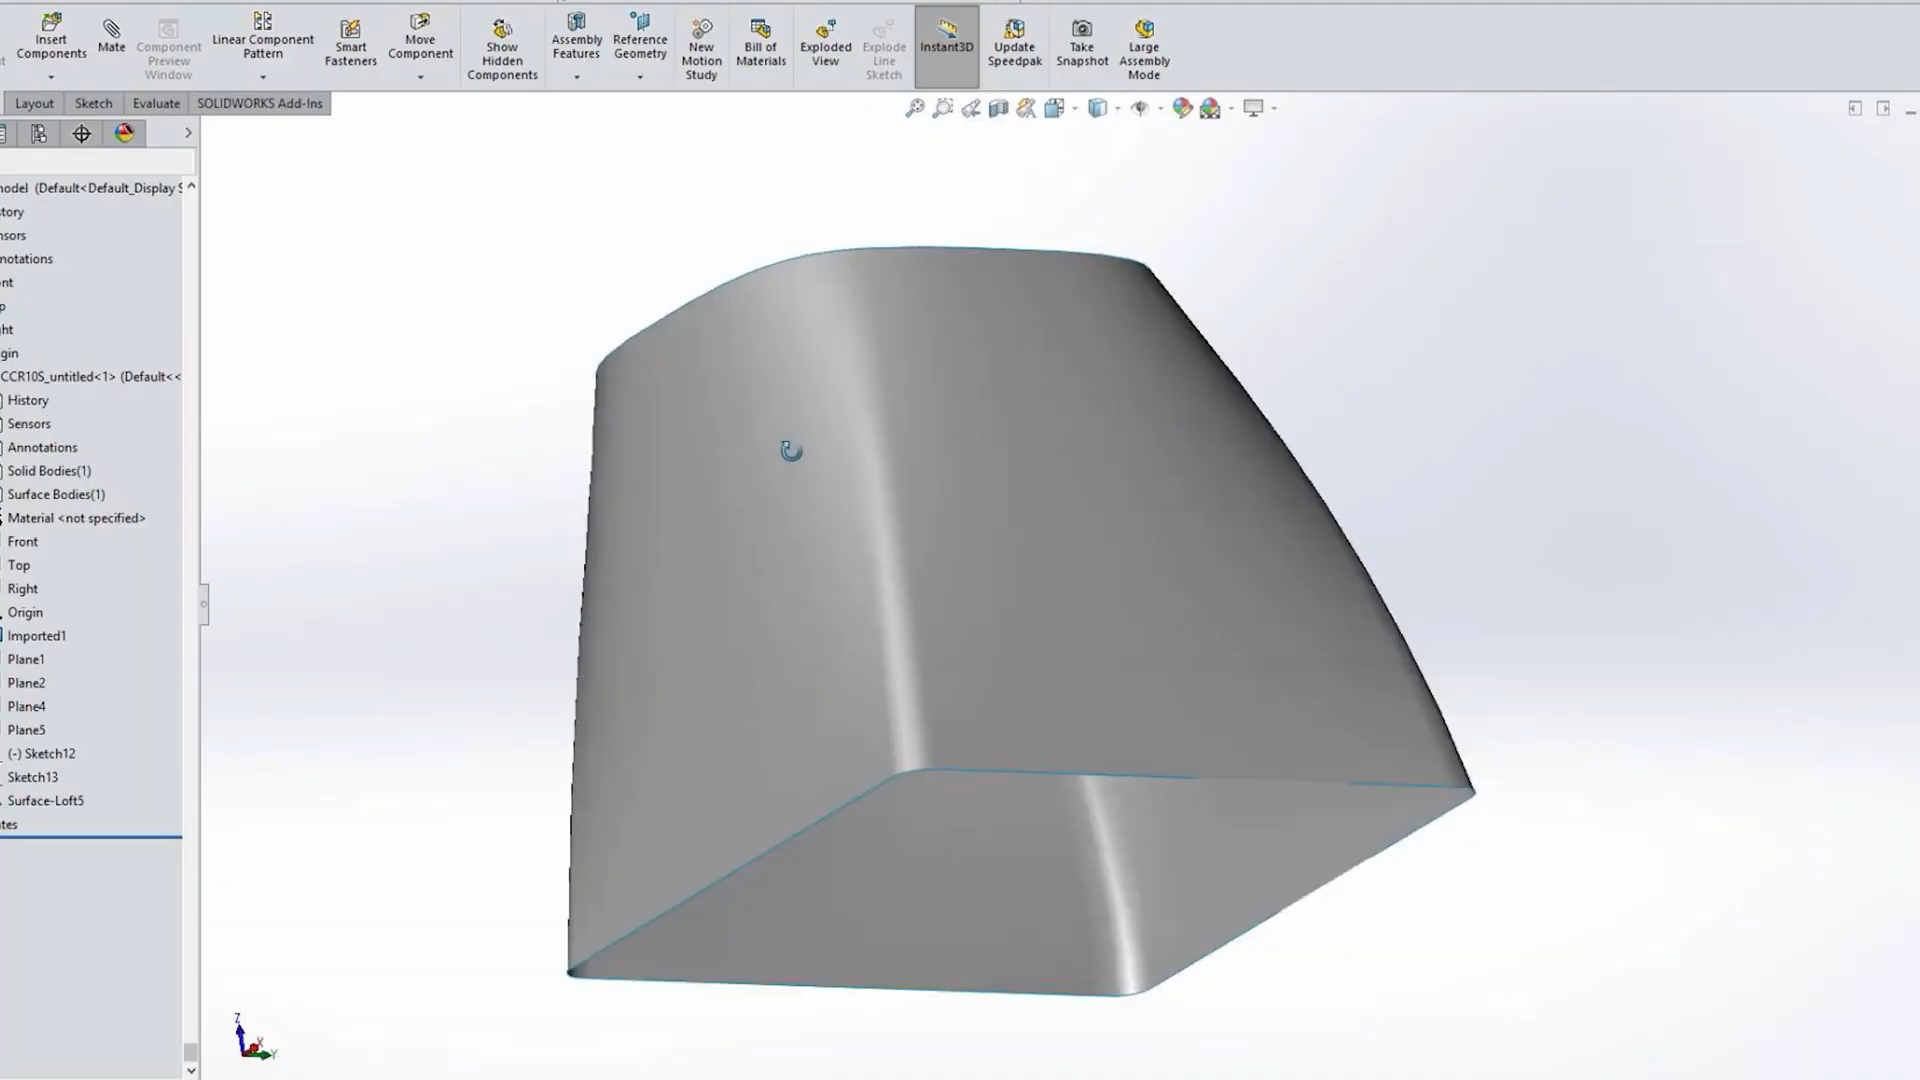 Insert Components
Mate
Component Preview Window
Linear Component Pattern
Smart Fasteners
Move Component
Show Hidden Components
Assembly Features
Reference Geometry
New Motion Study
Bill of Materials
Exploded View
Explode Line Sketch
Instant3D
Update Speedpak
Take Snapshot
Large Assembly Mode
Layout
Sketch
Evaluate
SOLIDWORKS Add-Ins
odel (Default<Default_Display S
story
nsors
notations
nt
p
ght
gin
CCR10S_untitled<1> (Default<<
History
Sensors
Annotations
Solid Bodies(1)
Surface Bodies(1)
Material <not specified>
Front
Top
Right
Origin
Imported1
Plane1
Plane2
Plane4
Plane5
(-) Sketch12
Sketch13
Surface-Loft5
ates
Z
X
Y